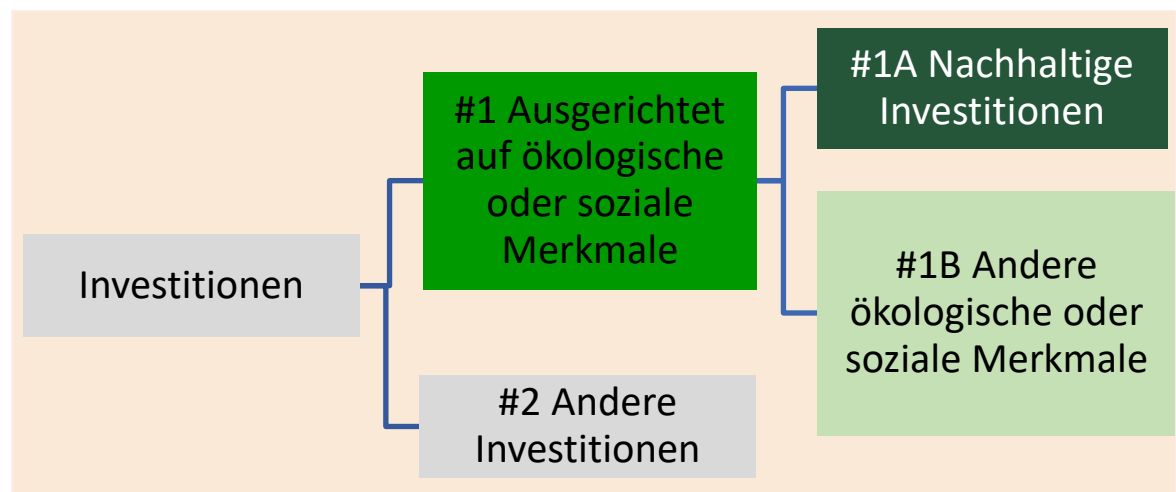 Investitionen
#1 Ausgerichtet
auf ökologische
oder soziale
Merkmale
#2 Andere
Investitionen
#1A Nachhaltige
Investitionen
#1B Andere
ökologische oder
soziale Merkmale